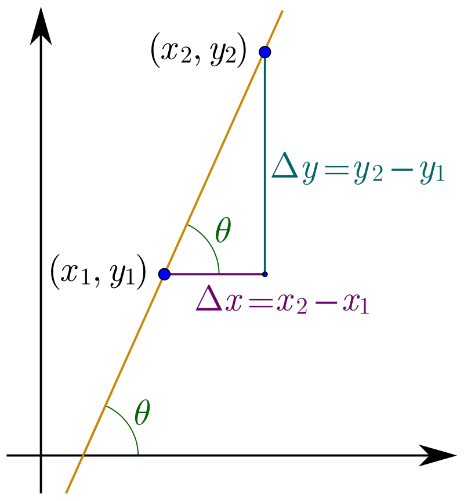 (x₂, y₂)
Δy=y₂−y₁
θ
(x₁, y₁)
Δx=x₂−x₁
θ